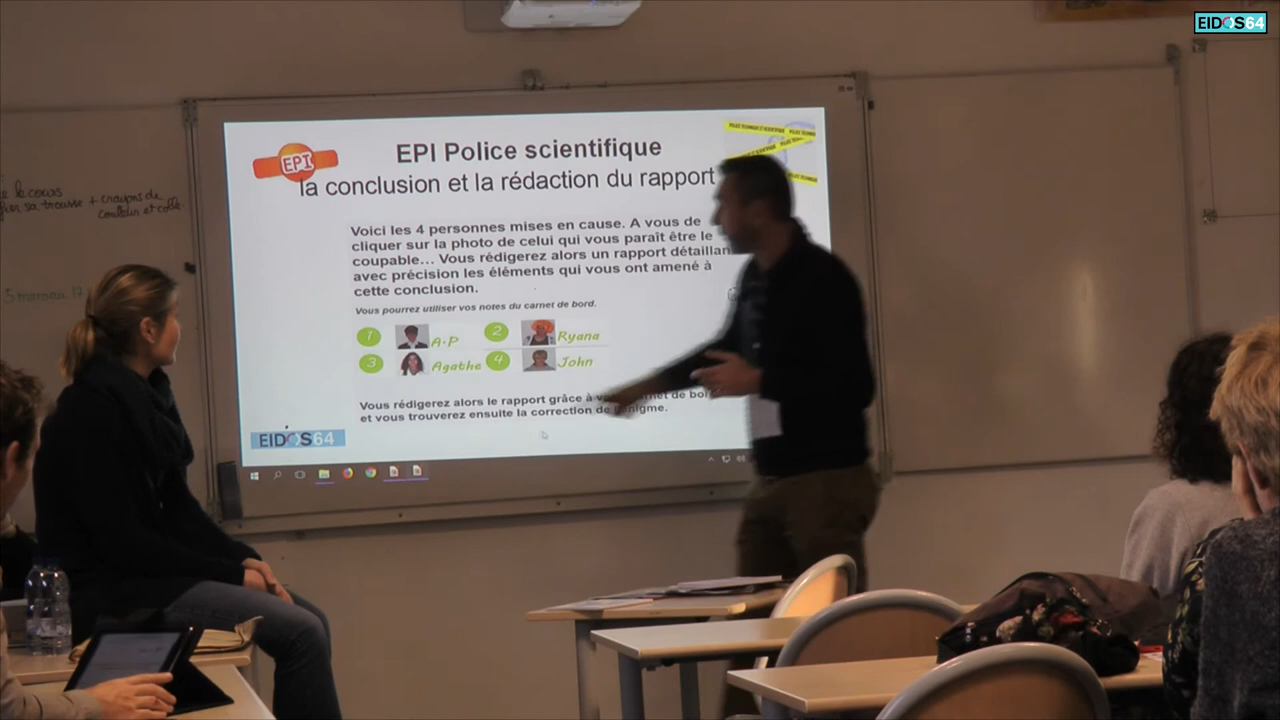 EIDOS64
EPI
EPI Police scientifique
la conclusion et la rédaction du rapport
Voici les 4 personnes mises en cause. A vous de
cliquer sur la photo de celui qui vous paraît être le
coupable... Vous rédigerez alors un rapport détaillan
avec précision les éléments qui vous ont amené à
cette conclusion.
Vous pourrez utiliser vos notes du carnet de bord.
1 A.P 2 Ryana
3 Agathe 4 John
Vous rédigerez alors le rapport grâce à
et vous trouverez ensuite la correction de
EIDOS64
le cours
sa trousse + crayons de
couleur et colle